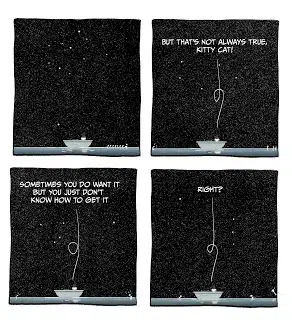 BUT THAT'S NOT ALWAYS TRUE,
KITTY CAT!
SOMETIMES YOU DO WANT IT
BUT YOU JUST DON'T
KNOW HOW TO GET IT
RIGHT?